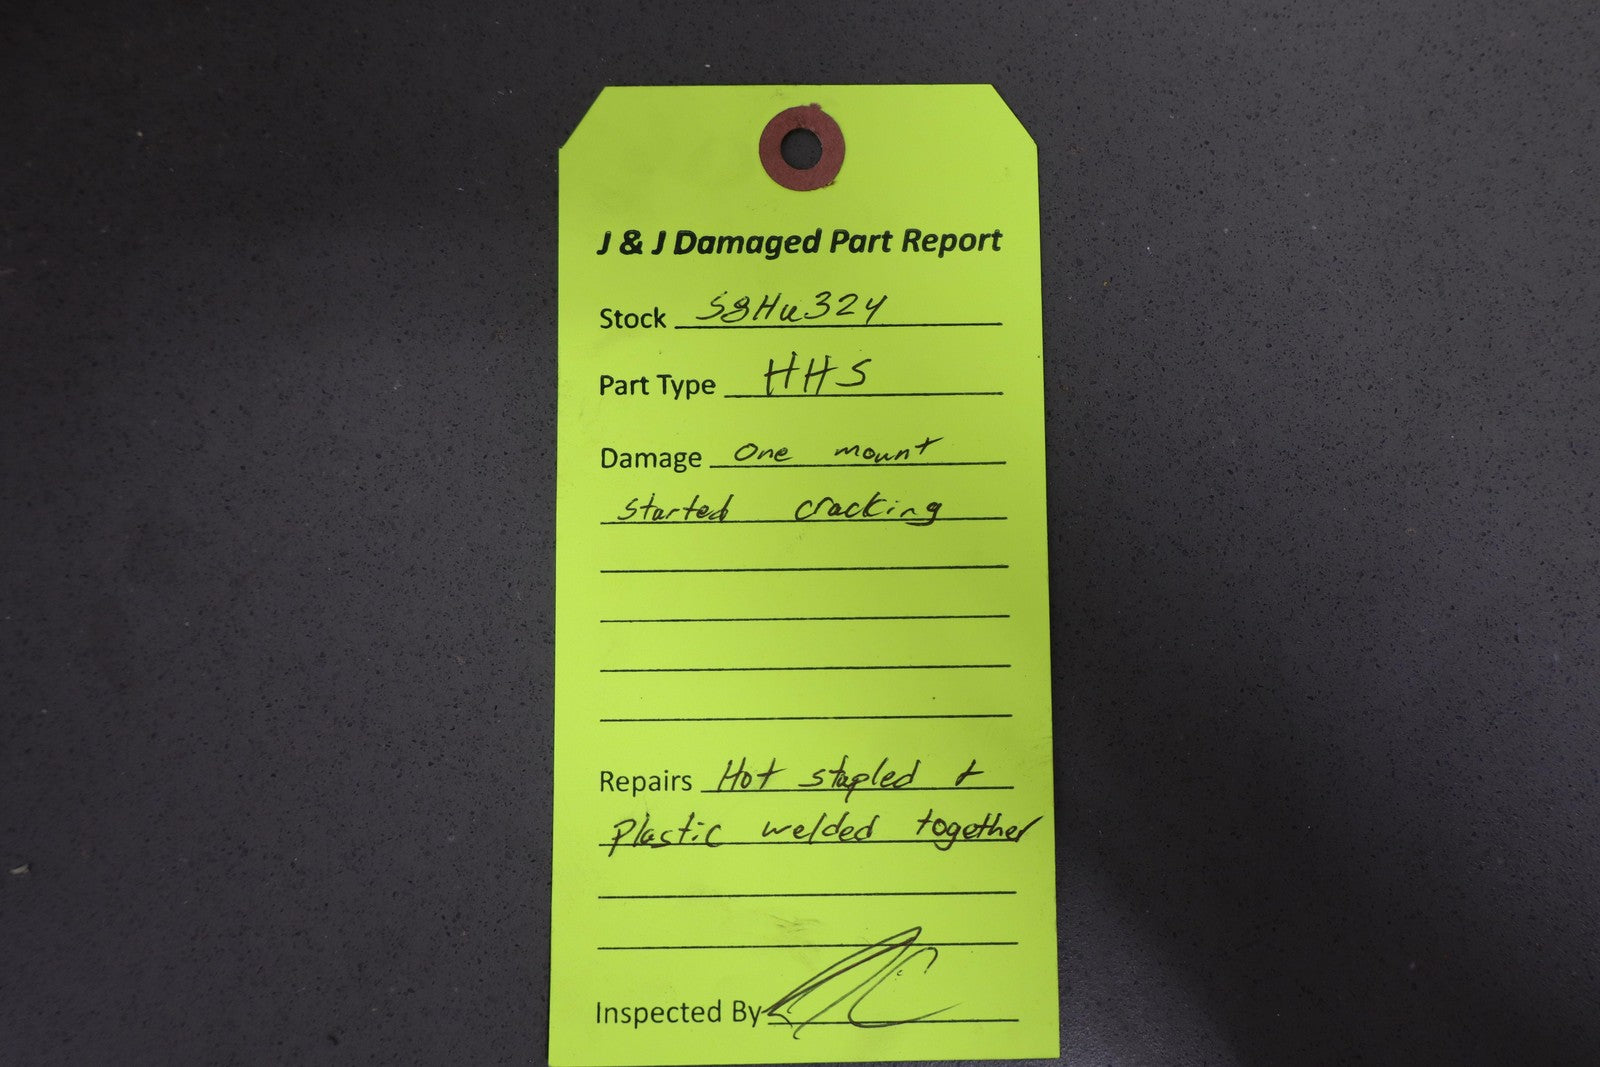 J & J Damaged Part Report
Stock S8Hu324
Part Type HHS
Damage One mount
started cracking
Repairs Hot stapled +
plastic welded together
Inspected By